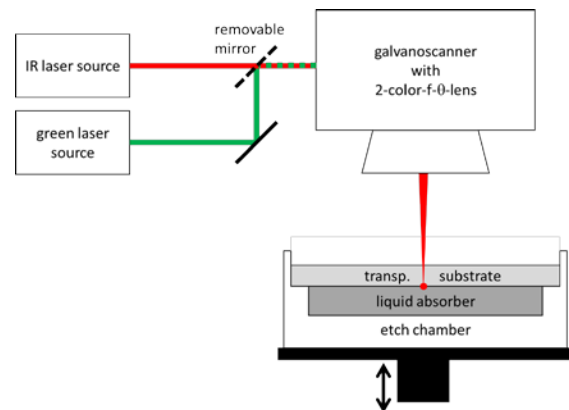 removable
mirror
IR laser source
green laser
source
galvanoscanner
with
2-color-f-θ-lens
transp. substrate
liquid absorber
etch chamber